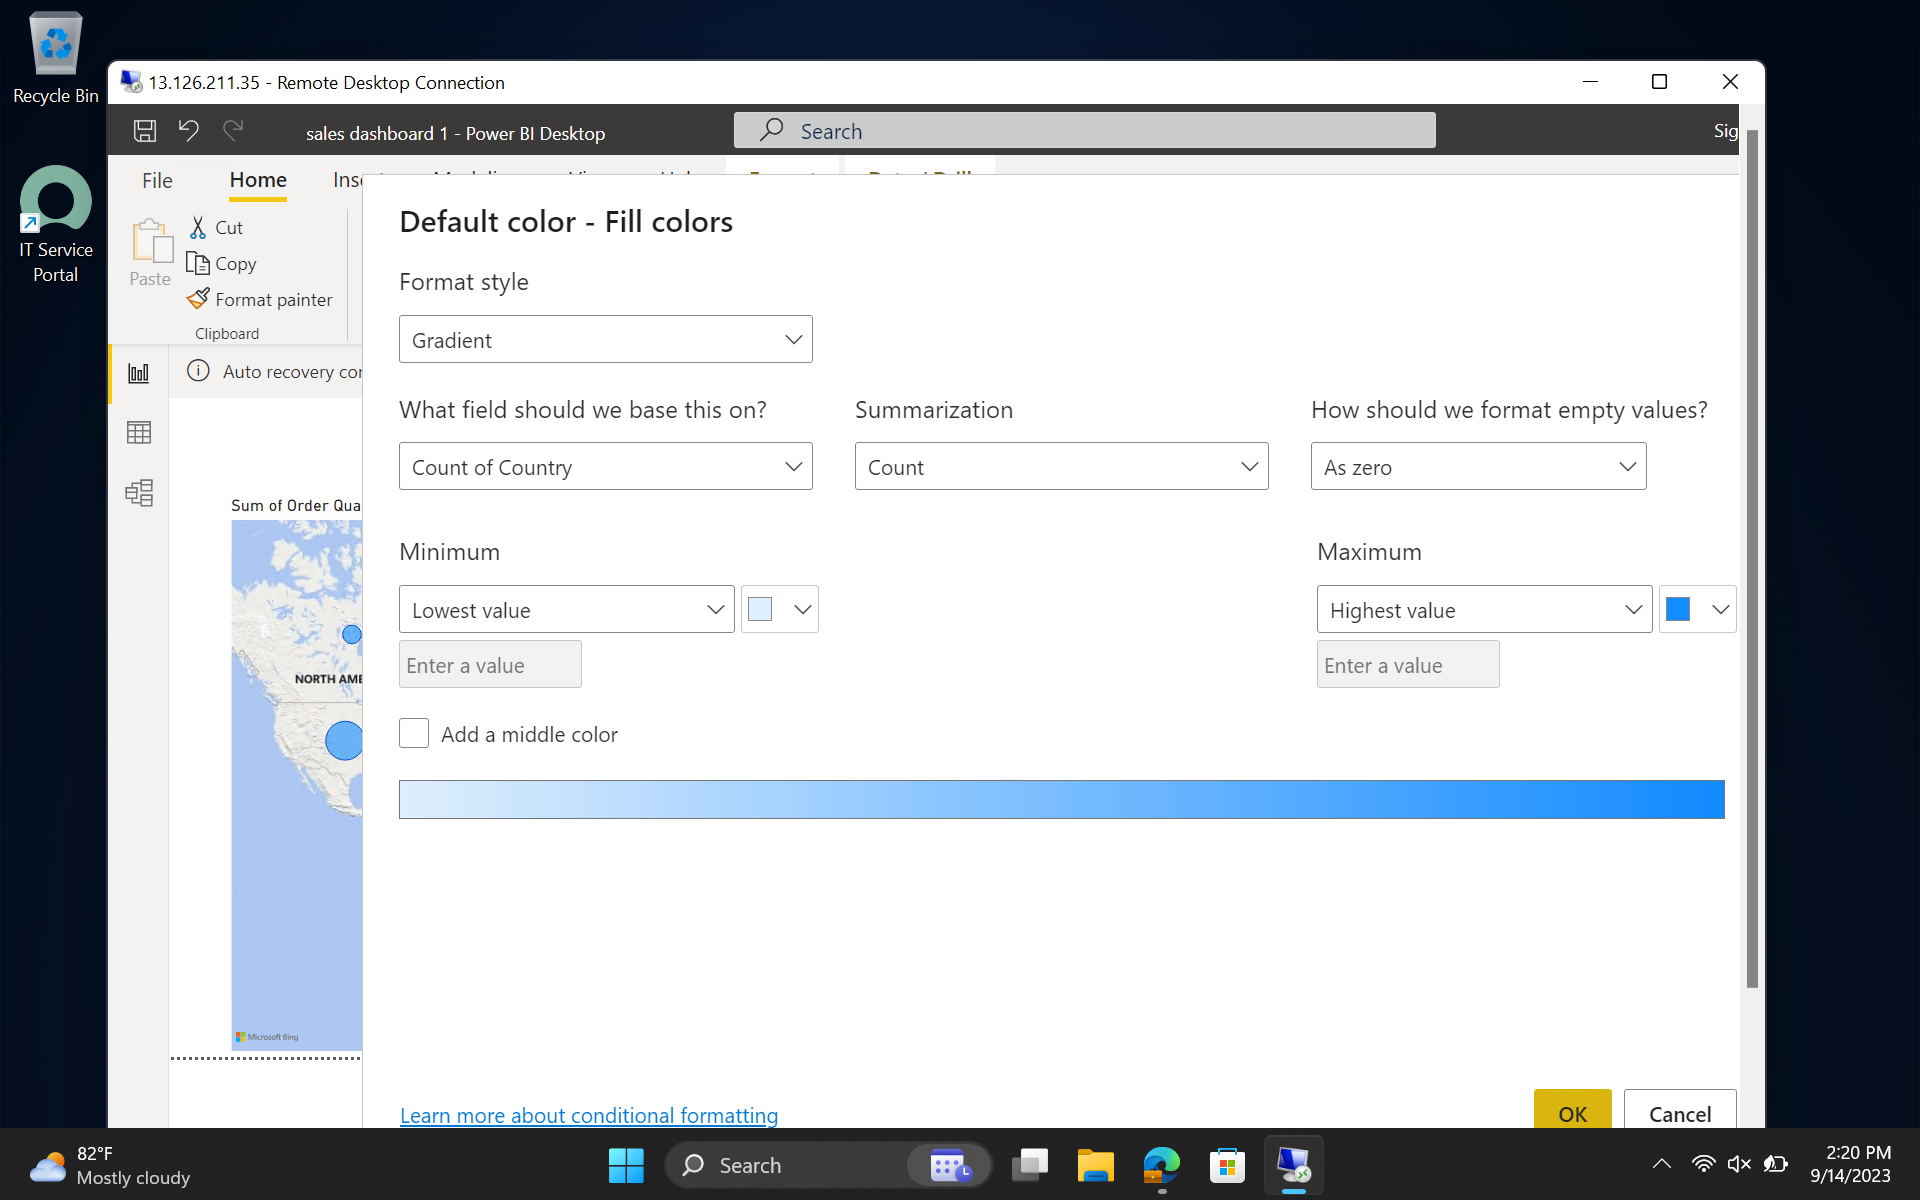 Recycle Bin
IT Service
Portal
13.126.211.35 - Remote Desktop Connection
sales dashboard 1 - Power BI Desktop
Search
Sig
File
Home
Paste
Cut
Copy
Format painter
Clipboard
Auto recovery
Sum of Order Qua
NORTH AME
Microsoft Bing
Default color - Fill colors
Format style
Gradient
What field should we base this on?
Summarization
How should we format empty values?
Count of Country
Count
As zero
Minimum
Maximum
Lowest value
Highest value
Enter a value
Enter a value
Add a middle color
Learn more about conditional formatting
OK
Cancel
82°F
Mostly cloudy
Search
2:20 PM
9/14/2023